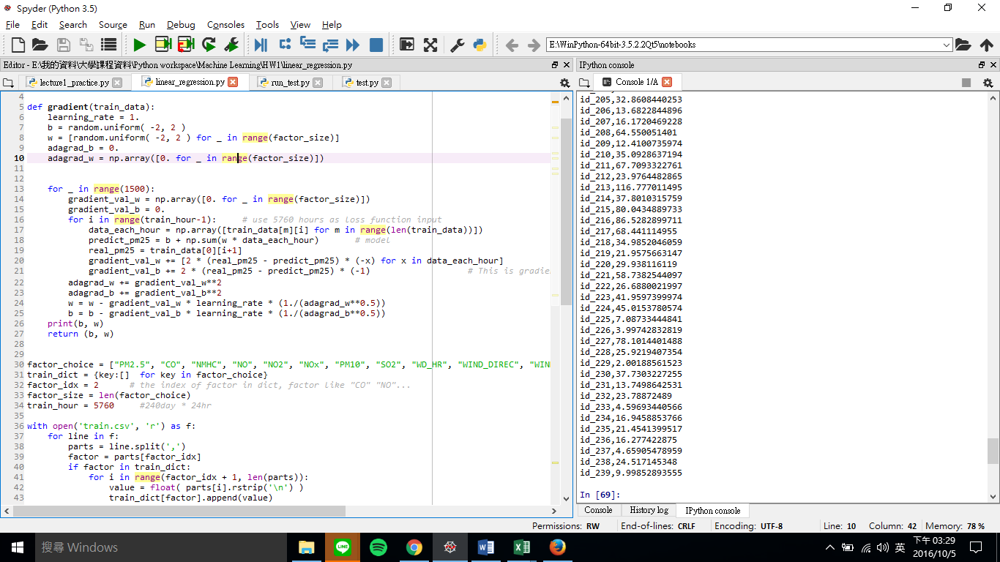 Spyder (Python 3.5)
File Edit Search Source Run Debug Consoles Tools View Help
E:\WinPython-64bit-3.5.2.2Qt5\notebooks
Editor - E:\我的資料\大學課程資料\Python workspace\Machine Learning\HW1\linear_regression.py
lecture1_practice.py linear_regression.py run_test.py test.py
4
5 def gradient(train_data):
6 learning_rate = 1.
7 b = random.uniform( -2, 2 )
8 w = [random.uniform( -2, 2 ) for _ in range(factor_size)]
9 adagrad_b = 0.
10 adagrad_w = np.array([0. for _ in range(factor_size)])
11
12
13 for _ in range(1500):
14 gradient_val_w = np.array([0. for _ in range(factor_size)])
15 gradient_val_b = 0.
16 for i in range(train_hour-1): # use 5760 hours as loss function input
17 data_each_hour = np.array([train_data[m][i] for m in range(len(train_data))])
18 predict_pm25 = b + np.sum(w * data_each_hour) # model
19 real_pm25 = train_data[0][i+1]
20 gradient_val_w += [2 * (real_pm25 - predict_pm25) * (-x) for x in data_each_hour]
21 gradient_val_b += 2 * (real_pm25 - predict_pm25) * (-1) # This is gradie
22 adagrad_w += gradient_val_w**2
23 adagrad_b += gradient_val_b**2
24 w = w - gradient_val_w * learning_rate * (1./(adagrad_w**0.5))
25 b = b - gradient_val_b * learning_rate * (1./(adagrad_b**0.5))
26 print(b, w)
27 return (b, w)
28
29
30 factor_choice = ["PM2.5", "CO", "NMHC", "NO", "NO2", "NOx", "PM10", "SO2", "WD_HR", "WIND_DIREC", "WIN
31 train_dict = {key:[] for key in factor_choice}
32 factor_idx = 2 # the index of factor in dict, factor like "CO" "NO"...
33 factor_size = len(factor_choice)
34 train_hour = 5760 #240day * 24hr
35
36 with open('train.csv', 'r') as f:
37 for line in f:
38 parts = line.split(',')
39 factor = parts[factor_idx]
40 if factor in train_dict:
41 for i in range(factor_idx + 1, len(parts)):
42 value = float( parts[i].rstrip('\n') )
43 train_dict[factor].append(value)
IPython console
Console 1/A
id_205,32.8608440253
id_206,13.6822844896
id_207,16.1720469228
id_208,64.550051401
id_209,12.4100735974
id_210,35.0928637194
id_211,67.7093322761
id_212,23.9764482865
id_213,116.777011495
id_214,37.8010315759
id_215,80.0434889733
id_216,86.5282899711
id_217,68.441114955
id_218,34.9852046059
id_219,21.9575663147
id_220,29.938116119
id_221,58.7382544097
id_222,26.6880021997
id_223,41.9597399974
id_224,45.0153780574
id_225,7.08733444841
id_226,3.99742832819
id_227,78.1014401488
id_228,25.9219407354
id_229,2.00188561523
id_230,37.7303227255
id_231,13.7498642531
id_232,23.78872489
id_233,4.59693440566
id_234,16.9458853766
id_235,21.4541399517
id_236,16.277422875
id_237,4.65905478959
id_238,24.517145348
id_239,9.99852893555
In [69]:
Console History log IPython console
Permissions: RW End-of-lines: CRLF Encoding: UTF-8 Line: 10 Column: 42 Memory: 78 %
搜尋 Windows
LINE
英
下午 03:29
2016/10/5